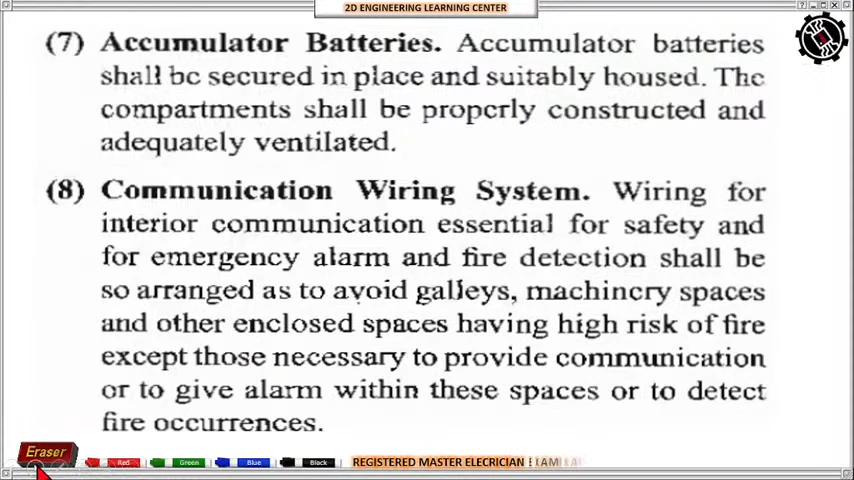 2D ENGINEERING LEARNING CENTER
(7) Accumulator Batteries. Accumulator batteries
shall be secured in place and suitably housed. The
compartments shall be properly constructed and
adequately ventilated.
(8) Communication Wiring System. Wiring for
interior communication essential for safety and
for emergency alarm and fire detection shall be
so arranged as to avoid galleys, machinery spaces
and other enclosed spaces having high risk of fire
except those necessary to provide communication
or to give alarm within these spaces or to detect
fire occurrences.
Eraser
Red Green Blue Black
REGISTERED MASTER ELECRICIAN